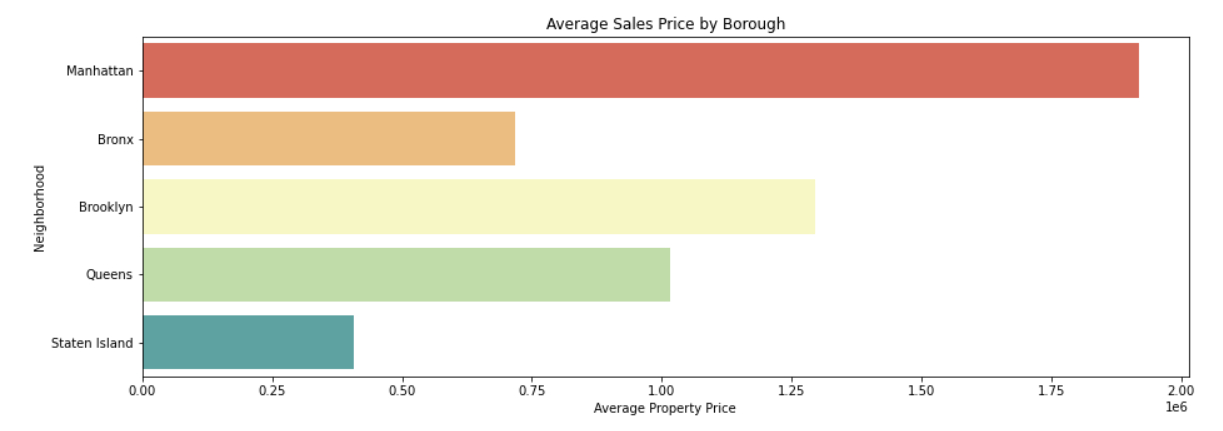 Average Sales Price by Borough
Manhattan
Bronx
Brooklyn
Queens
Staten Island
Neighborhood
0.00 0.25 0.50 0.75 1.00 1.25 1.50 1.75 2.00
1e6
Average Property Price